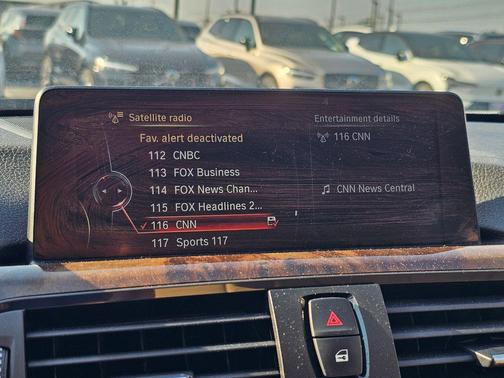 Satellite radio
Entertainment details
Fav. alert deactivated
116 CNN
112 CNBC
113 FOX Business
114 FOX News Chan...
CNN News Central
115 FOX Headlines 2...
116 CNN
117 Sports 117